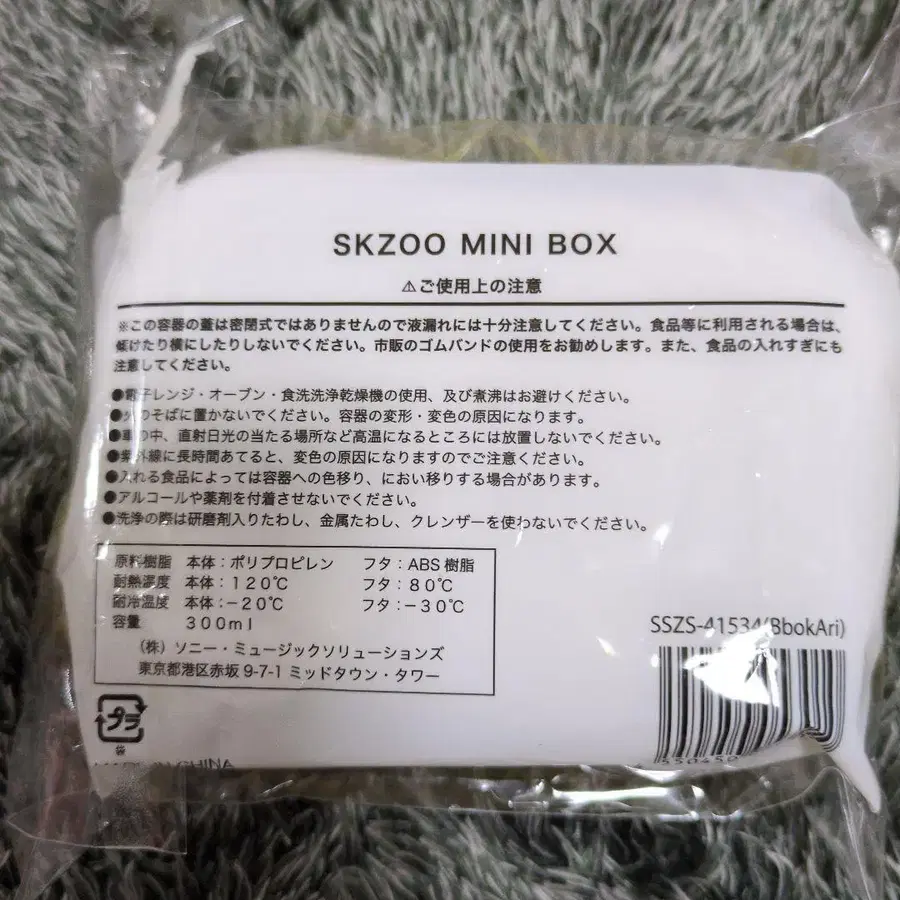 SKZOO MINI BOX
⚠ご使用上の注意
※この容器の蓋は密閉式ではありませんので液漏れには十分注意してください。食品等に利用される場合は、
傾けたり横にしたりしないでください。市販のゴムバンドの使用をお勧めします。また、食品の入れすぎにも
注意してください。
●電子レンジ・オーブン・食洗洗浄乾燥機の使用、及び煮沸はお避けください。
●火のそばに置かないでください。容器の変形・変色の原因になります。
●車の中、直射日光の当たる場所など高温になるところには放置しないでください。
●紫外線に長時間あてると、変色の原因になりますのでご注意ください。
●入れる食品によっては容器への色移り、におい移りする場合があります。
●アルコールや薬剤を付着させないでください。
●洗浄の際は研磨剤入りたわし、金属たわし、クレンザーを使わないでください。
原料樹脂 本体：ポリプロピレン フタ：ABS樹脂
耐熱温度 本体：120℃ フタ：80℃
耐冷温度 本体：−20℃ フタ：−30℃
容量 300ml
（株）ソニー・ミュージックソリューションズ
東京都港区赤坂 9-7-1 ミッドタウン・タワー
SSZS-41534(BbokAri)
プラ
袋
CHINA